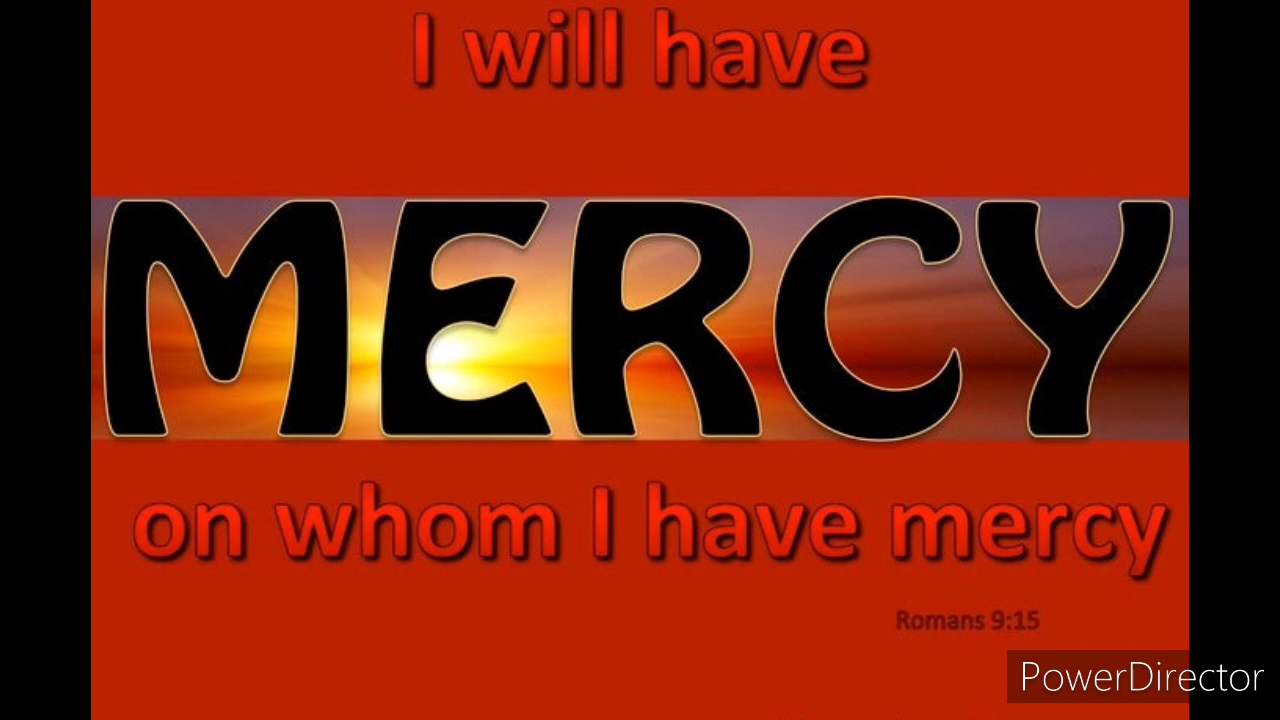 I will have
MERCY
on whom I have mercy
Romans 9:15
PowerDirector